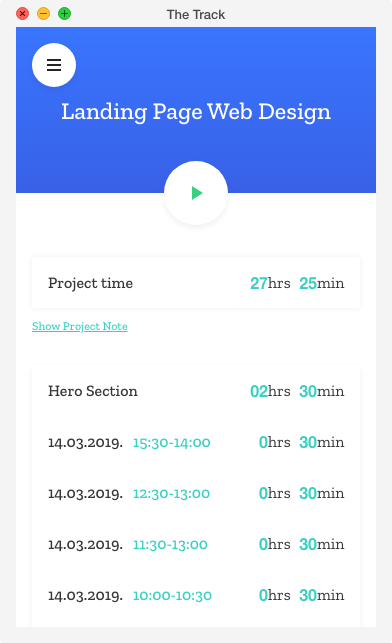 The Track
Landing Page Web Design
Project time 27hrs 25min
Show Project Note
Hero Section 02hrs 30min
14.03.2019. 15:30-14:00 0hrs 30min
14.03.2019. 12:30-13:00 0hrs 30min
14.03.2019. 11:30-13:00 0hrs 30min
14.03.2019. 10:00-10:30 0hrs 30min